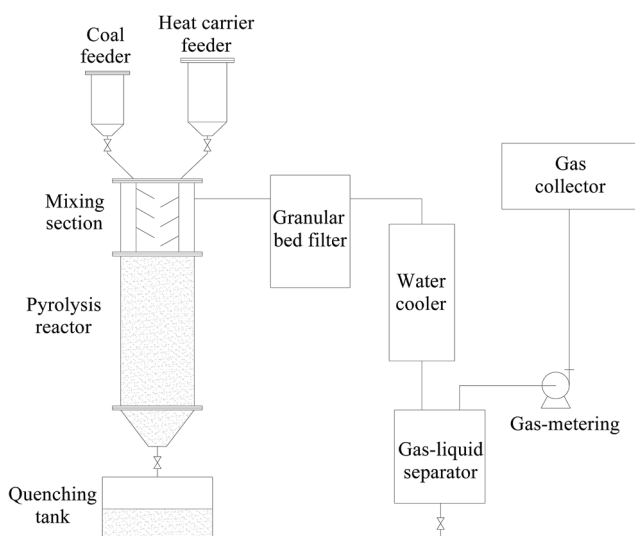 Coal
feeder
Heat carrier
feeder
Mixing
section
Granular
bed filter
Gas
collector
Water
cooler
Pyrolysis
reactor
Gas-metering
Gas-liquid
separator
Quenching
tank